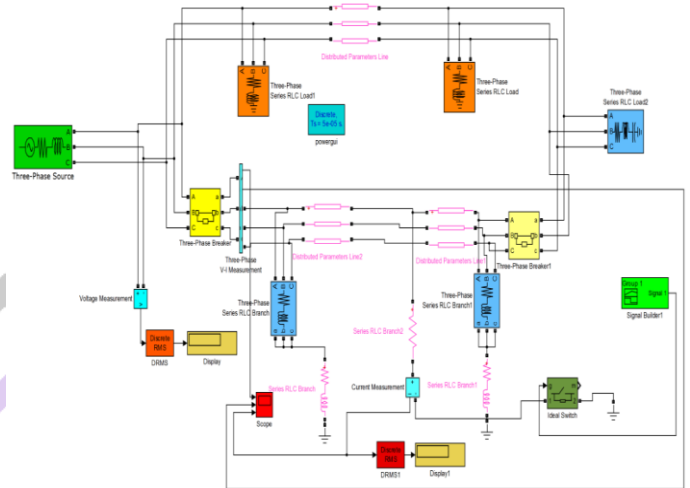 Distributed Parameters Line
A B C
Three-Phase
Series RLC Load1
A B C
Three-Phase
Series RLC Load
Discrete,
Ts = 5e-05 s.
powergui
Three-Phase
Series RLC Load2
A
B
C
A
B
C
Three-Phase Source
A
B
C
a
b
c
Three-Phase Breaker
Three-Phase
V-I Measurement
Distributed Parameters Line2
Distributed Parameters Line1
A
B
C
a
b
c
Three-Phase Breaker1
Voltage Measurement
A B C
a b c
Three-Phase
Series RLC Branch
Three-Phase
Series RLC Branch1
A B C
a b c
Group 1
Signal 1
Signal Builder1
Discrete
RMS
DRMS
Display
Series RLC Branch2
Series RLC Branch
Current Measurement
Series RLC Branch1
Scope
g
m
1
2
Ideal Switch
Discrete
RMS
DRMS1
Display1